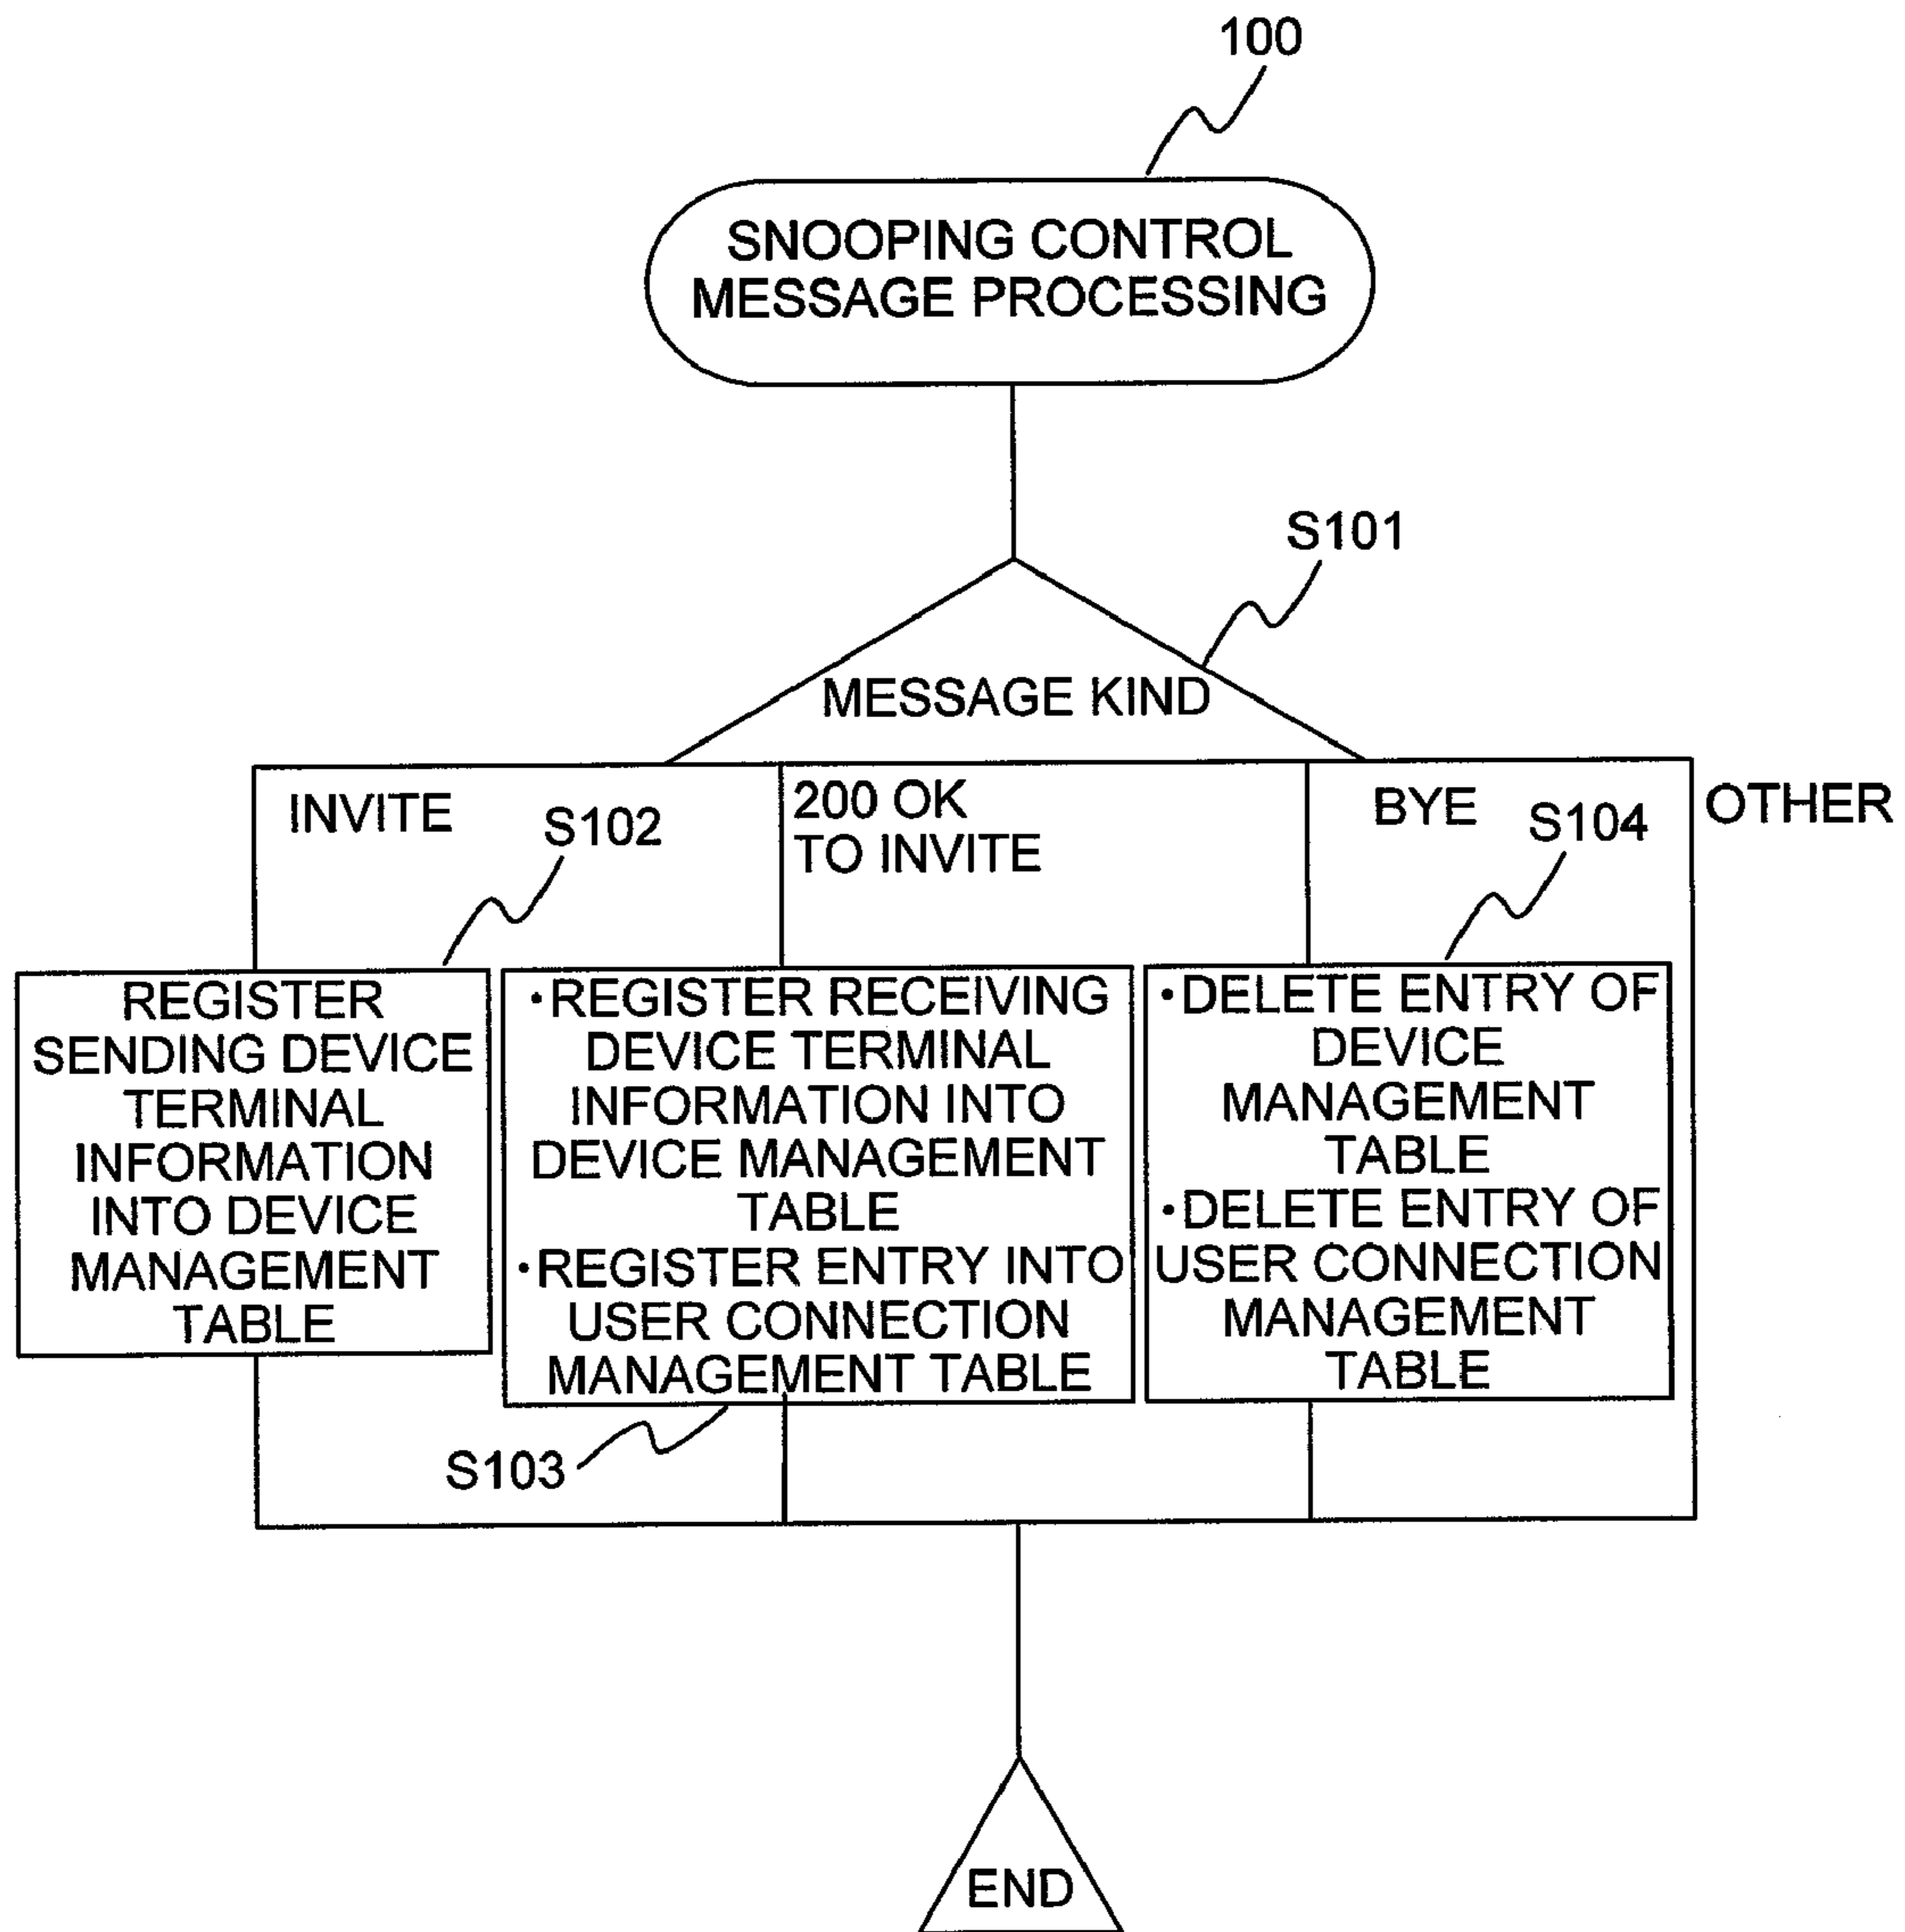 100
SNOOPING CONTROL
MESSAGE PROCESSING
S101
MESSAGE KIND
INVITE
S102
200 OK
TO INVITE
BYE
S104
OTHER
REGISTER
SENDING DEVICE
TERMINAL
INFORMATION
INTO DEVICE
MANAGEMENT
TABLE
•REGISTER RECEIVING
DEVICE TERMINAL
INFORMATION INTO
DEVICE MANAGEMENT
TABLE
•REGISTER ENTRY INTO
USER CONNECTION
MANAGEMENT TABLE
•DELETE ENTRY OF
DEVICE
MANAGEMENT
TABLE
•DELETE ENTRY OF
USER CONNECTION
MANAGEMENT
TABLE
S103
END